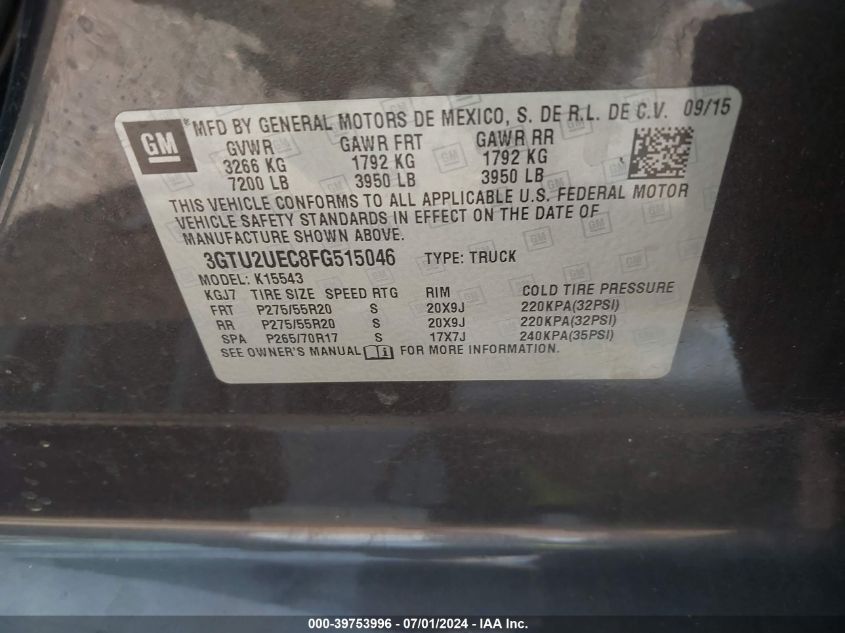 GM *MFD BY GENERAL MOTORS DE MEXICO, S. DE R.L. DE C.V. 09/15
GVWR GAWR FRT GAWR RR
3266 KG 1792 KG 1792 KG
7200 LB 3950 LB 3950 LB
THIS VEHICLE CONFORMS TO ALL APPLICABLE U.S. FEDERAL MOTOR
VEHICLE SAFETY STANDARDS IN EFFECT ON THE DATE OF
MANUFACTURE SHOWN ABOVE.
3GTU2UEC8FG515046 TYPE: TRUCK
MODEL: K15543
KGJ7 TIRE SIZE SPEED RTG RIM COLD TIRE PRESSURE
FRT P275/55R20 S 20X9J 220KPA(32PSI)
RR P275/55R20 S 20X9J 220KPA(32PSI)
SPA P265/70R17 S 17X7J 240KPA(35PSI)
SEE OWNER'S MANUAL FOR MORE INFORMATION.
000-39753996 - 07/01/2024 - IAA Inc.